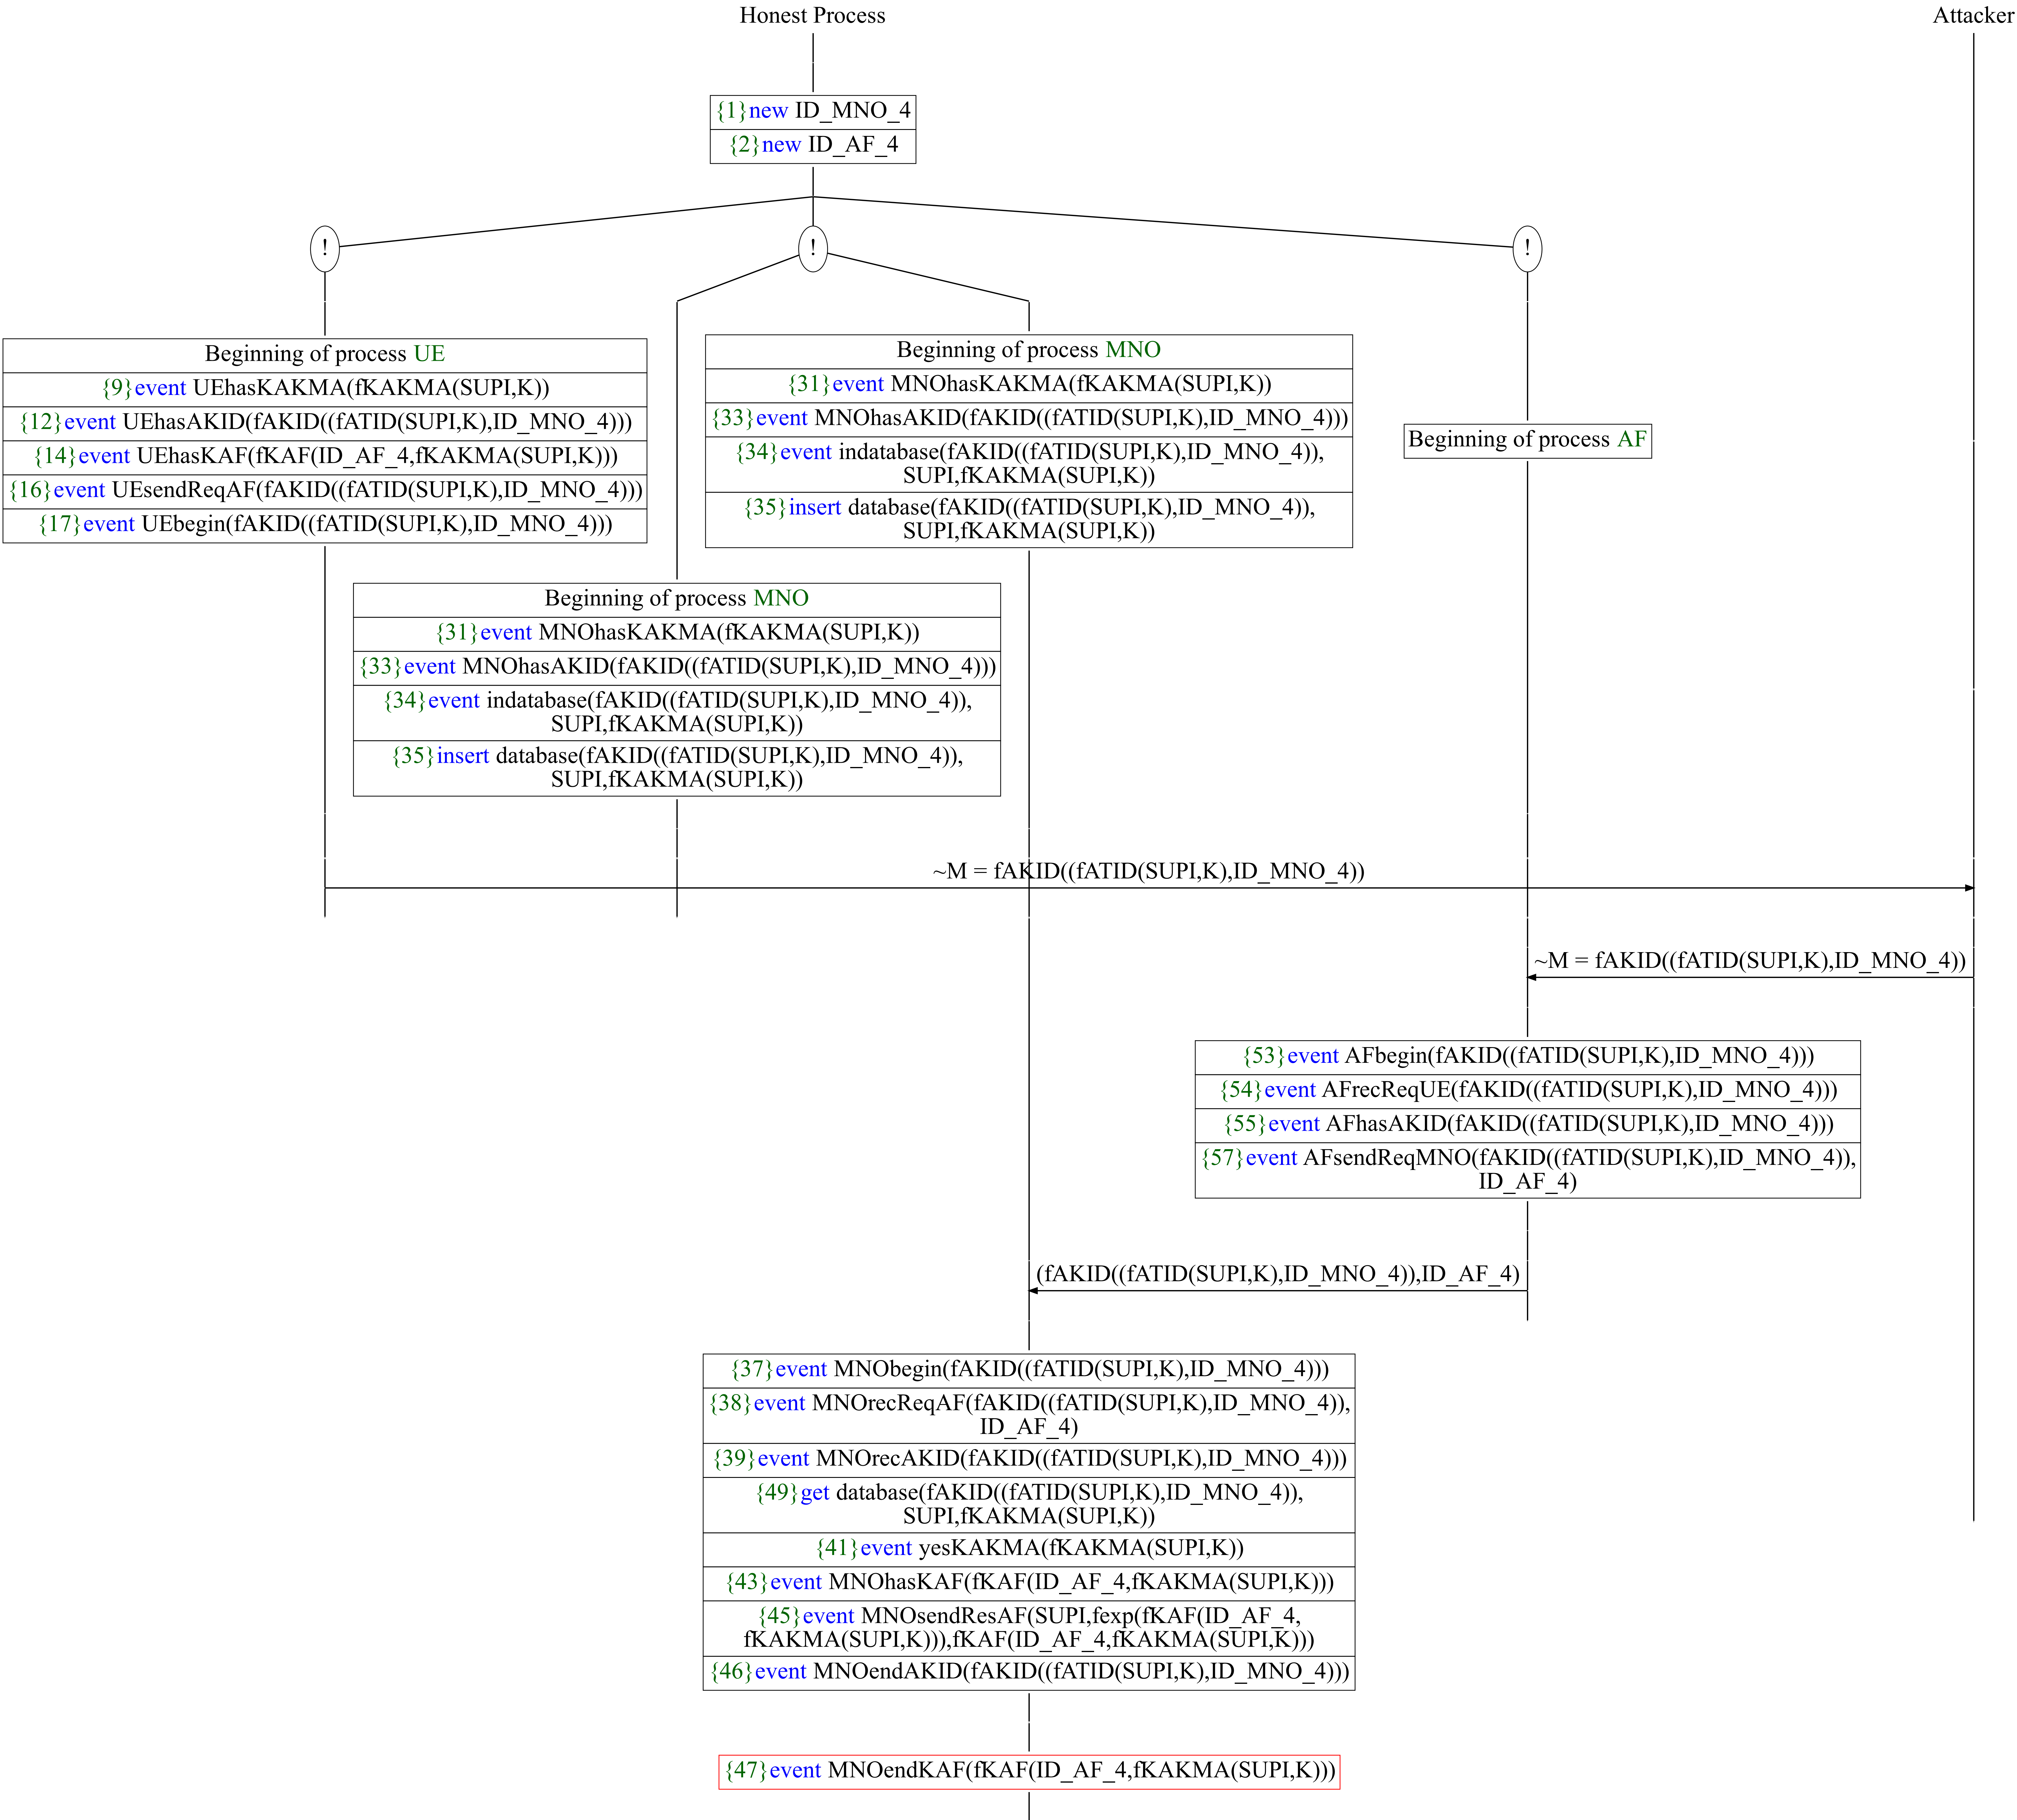 Honest Process
Attacker
{1}new ID_MNO_4
{2}new ID_AF_4
!
!
!
Beginning of process UE
{9}event UEhasKAKMA(fKAKMA(SUPI,K))
{12}event UEhasAKID(fAKID((fATID(SUPI,K),ID_MNO_4)))
{14}event UEhasKAF(fKAF(ID_AF_4,fKAKMA(SUPI,K)))
{16}event UEsendReqAF(fAKID((fATID(SUPI,K),ID_MNO_4)))
{17}event UEbegin(fAKID((fATID(SUPI,K),ID_MNO_4)))
Beginning of process MNO
{31}event MNOhasKAKMA(fKAKMA(SUPI,K))
{33}event MNOhasAKID(fAKID((fATID(SUPI,K),ID_MNO_4)))
{34}event indatabase(fAKID((fATID(SUPI,K),ID_MNO_4)),
SUPI,fKAKMA(SUPI,K))
{35}insert database(fAKID((fATID(SUPI,K),ID_MNO_4)),
SUPI,fKAKMA(SUPI,K))
Beginning of process AF
Beginning of process MNO
{31}event MNOhasKAKMA(fKAKMA(SUPI,K))
{33}event MNOhasAKID(fAKID((fATID(SUPI,K),ID_MNO_4)))
{34}event indatabase(fAKID((fATID(SUPI,K),ID_MNO_4)),
SUPI,fKAKMA(SUPI,K))
{35}insert database(fAKID((fATID(SUPI,K),ID_MNO_4)),
SUPI,fKAKMA(SUPI,K))
~M = fAKID((fATID(SUPI,K),ID_MNO_4))
~M = fAKID((fATID(SUPI,K),ID_MNO_4))
{53}event AFbegin(fAKID((fATID(SUPI,K),ID_MNO_4)))
{54}event AFrecReqUE(fAKID((fATID(SUPI,K),ID_MNO_4)))
{55}event AFhasAKID(fAKID((fATID(SUPI,K),ID_MNO_4)))
{57}event AFsendReqMNO(fAKID((fATID(SUPI,K),ID_MNO_4)),
ID_AF_4)
(fAKID((fATID(SUPI,K),ID_MNO_4)),ID_AF_4)
{37}event MNObegin(fAKID((fATID(SUPI,K),ID_MNO_4)))
{38}event MNOrecReqAF(fAKID((fATID(SUPI,K),ID_MNO_4)),
ID_AF_4)
{39}event MNOrecAKID(fAKID((fATID(SUPI,K),ID_MNO_4)))
{49}get database(fAKID((fATID(SUPI,K),ID_MNO_4)),
SUPI,fKAKMA(SUPI,K))
{41}event yesKAKMA(fKAKMA(SUPI,K))
{43}event MNOhasKAF(fKAF(ID_AF_4,fKAKMA(SUPI,K)))
{45}event MNOsendResAF(SUPI,fexp(fKAF(ID_AF_4,
fKAKMA(SUPI,K))),fKAF(ID_AF_4,fKAKMA(SUPI,K)))
{46}event MNOendAKID(fAKID((fATID(SUPI,K),ID_MNO_4)))
{47}event MNOendKAF(fKAF(ID_AF_4,fKAKMA(SUPI,K)))